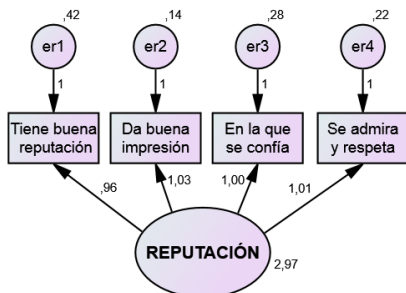 ,42
,14
,28
,22
er1
er2
er3
er4
1
1
1
1
Tiene buena
reputación
Da buena
impresión
En la que
se confía
Se admira
y respeta
,96
1,03
1,00
1,01
REPUTACIÓN
2,97